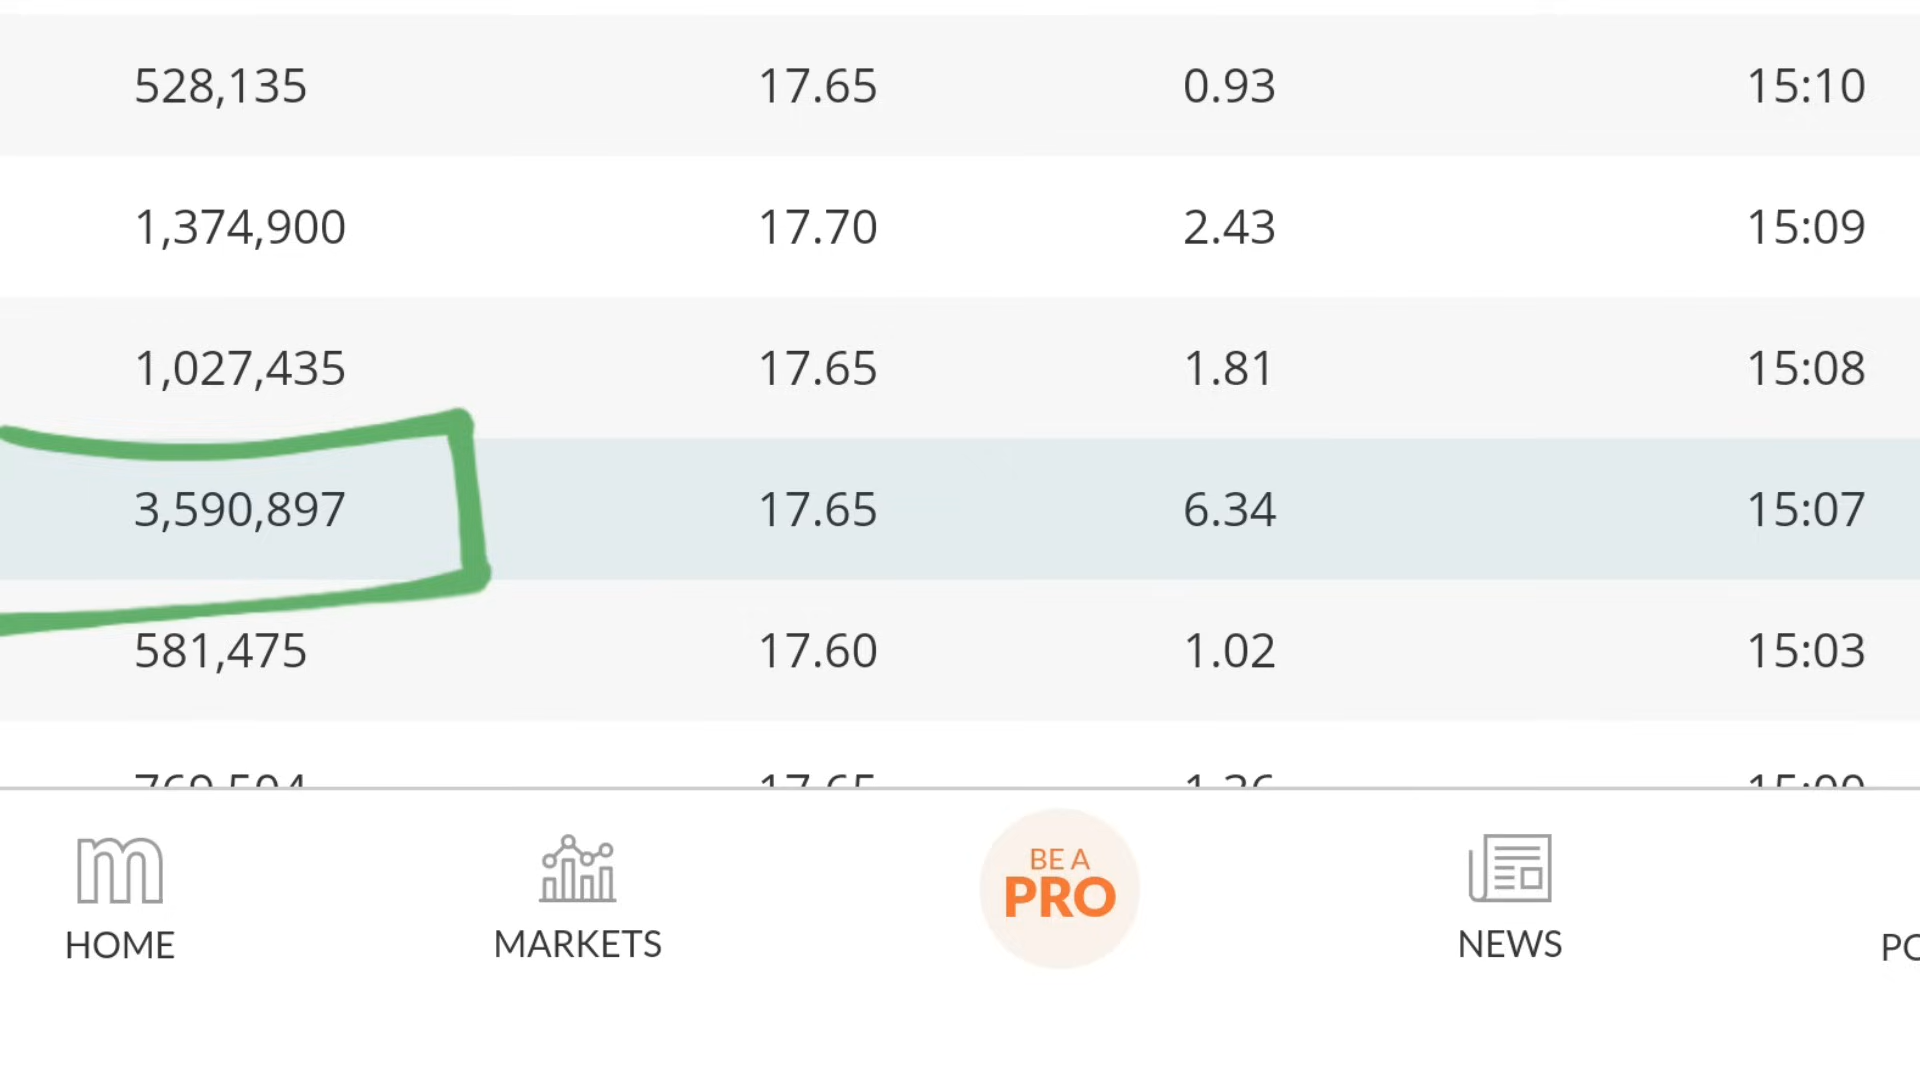 528,135 17.65 0.93 15:10
1,374,900 17.70 2.43 15:09
1,027,435 17.65 1.81 15:08
3,590,897 17.65 6.34 15:07
581,475 17.60 1.02 15:03
17.65
BE A
PRO
HOME MARKETS NEWS